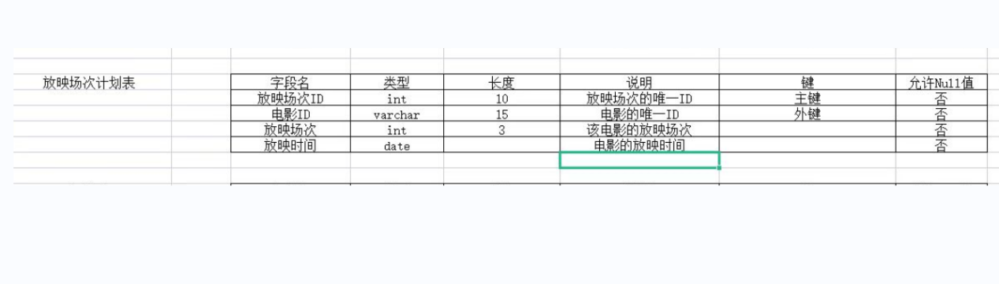 放映场次计划表 字段名 类型 长度 说明 键 允许Null值
放映场次ID int 10 放映场次的唯一ID 主键 否
电影ID varchar 15 电影的唯一ID 外键 否
放映场次 int 3 该电影的放映场次 否
放映时间 date 电影的放映时间 否